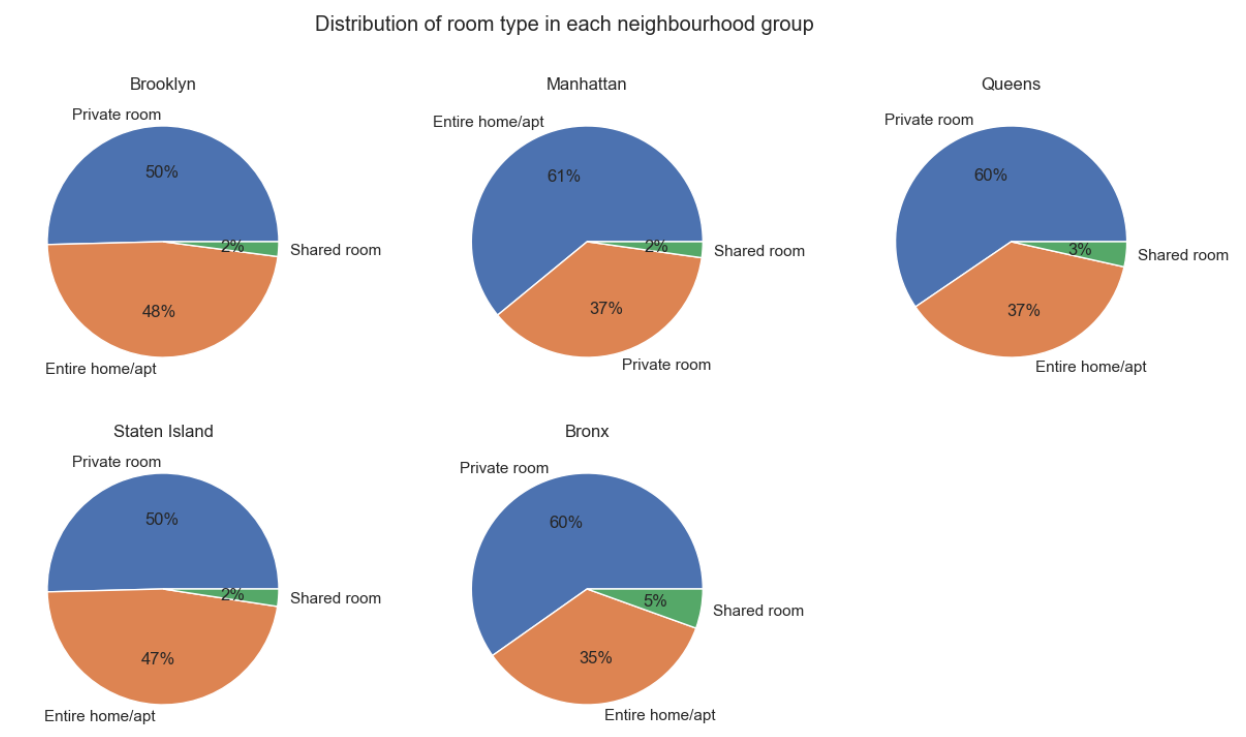 Distribution of room type in each neighbourhood group
Brooklyn
Private room
50%
2%
Shared room
48%
Entire home/apt
Manhattan
Entire home/apt
61%
2%
Shared room
37%
Private room
Queens
Private room
60%
3%
Shared room
37%
Entire home/apt
Staten Island
Private room
50%
2%
Shared room
47%
Entire home/apt
Bronx
Private room
60%
5%
Shared room
35%
Entire home/apt